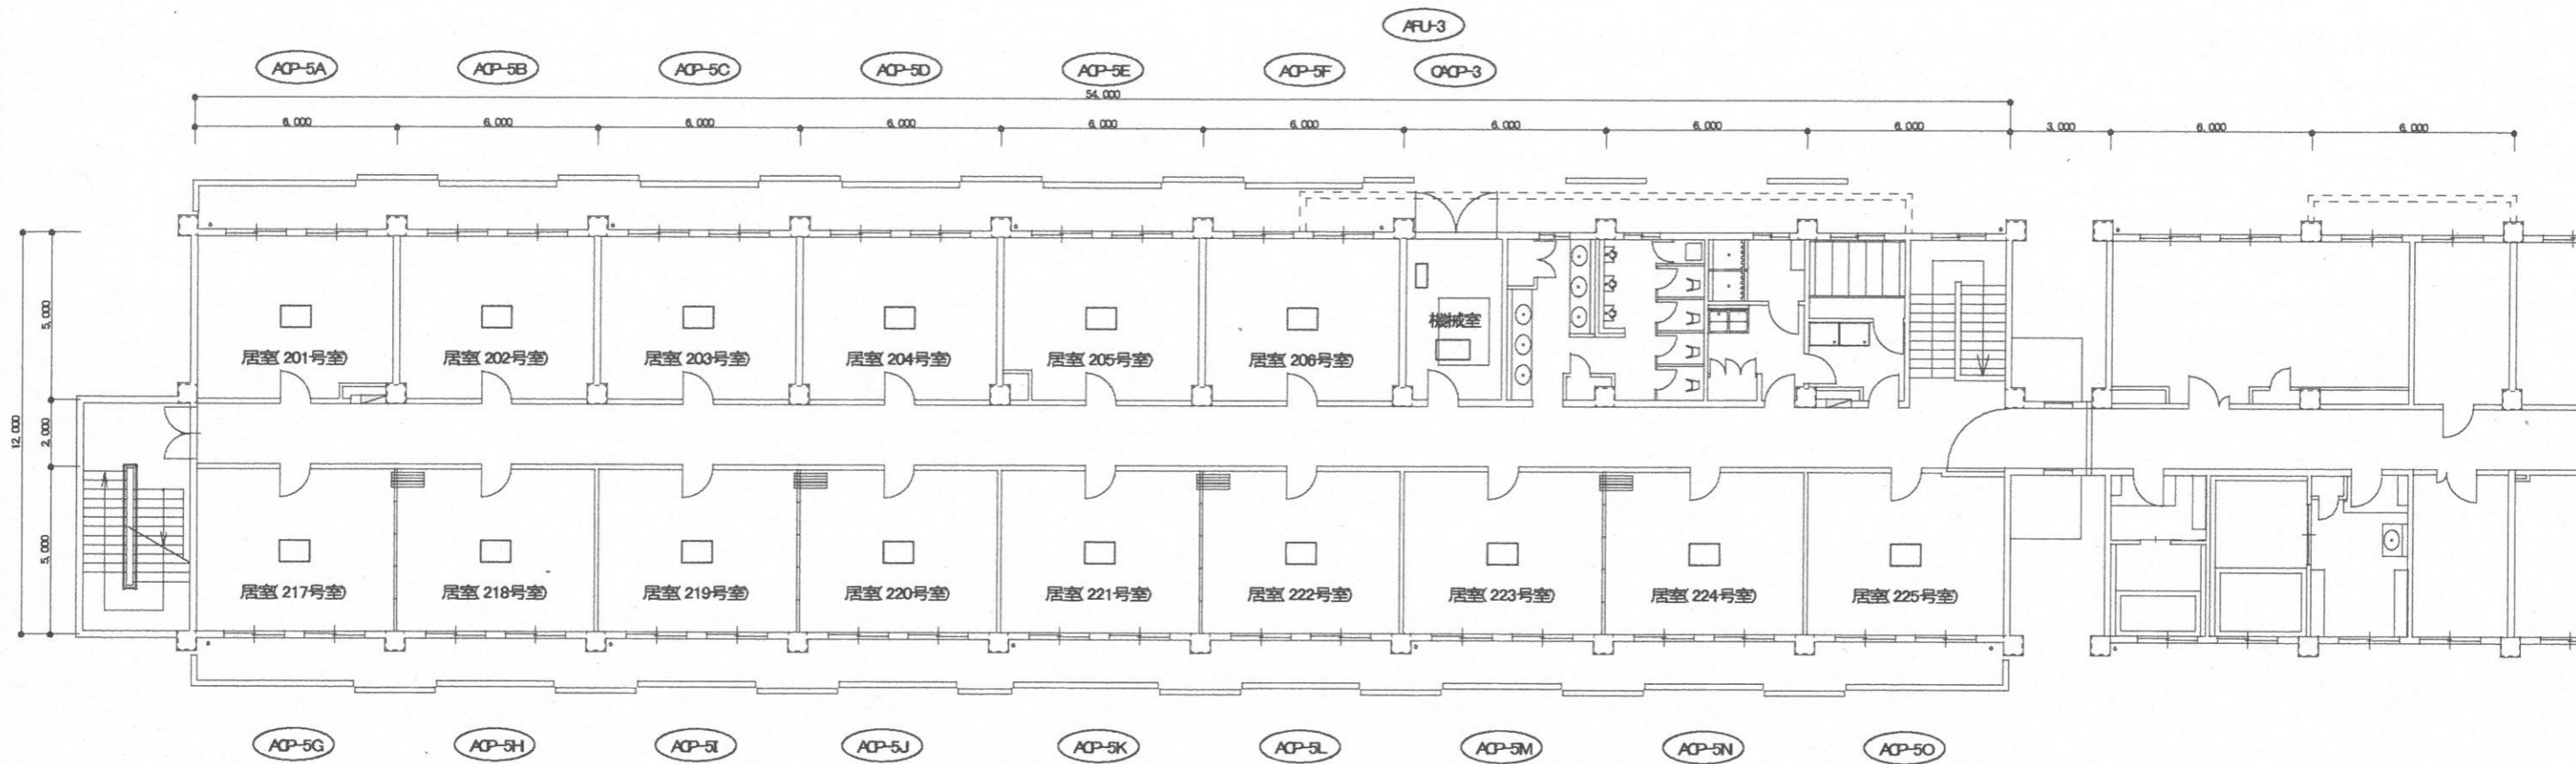 AFU-3
ACP-5A ACP-5B ACP-5C ACP-5D ACP-5E ACP-5F OACP-3
54,000
6,000 6,000 6,000 6,000 6,000 6,000 6,000 6,000 6,000 3,000 6,000 6,000
5,000
機械室
居室(201号室) 居室(202号室) 居室(203号室) 居室(204号室) 居室(205号室) 居室(206号室)
12,000
2,000
5,000
居室(217号室) 居室(218号室) 居室(219号室) 居室(220号室) 居室(221号室) 居室(222号室) 居室(223号室) 居室(224号室) 居室(225号室)
ACP-5G ACP-5H ACP-5I ACP-5J ACP-5K ACP-5L ACP-5M ACP-5N ACP-5O